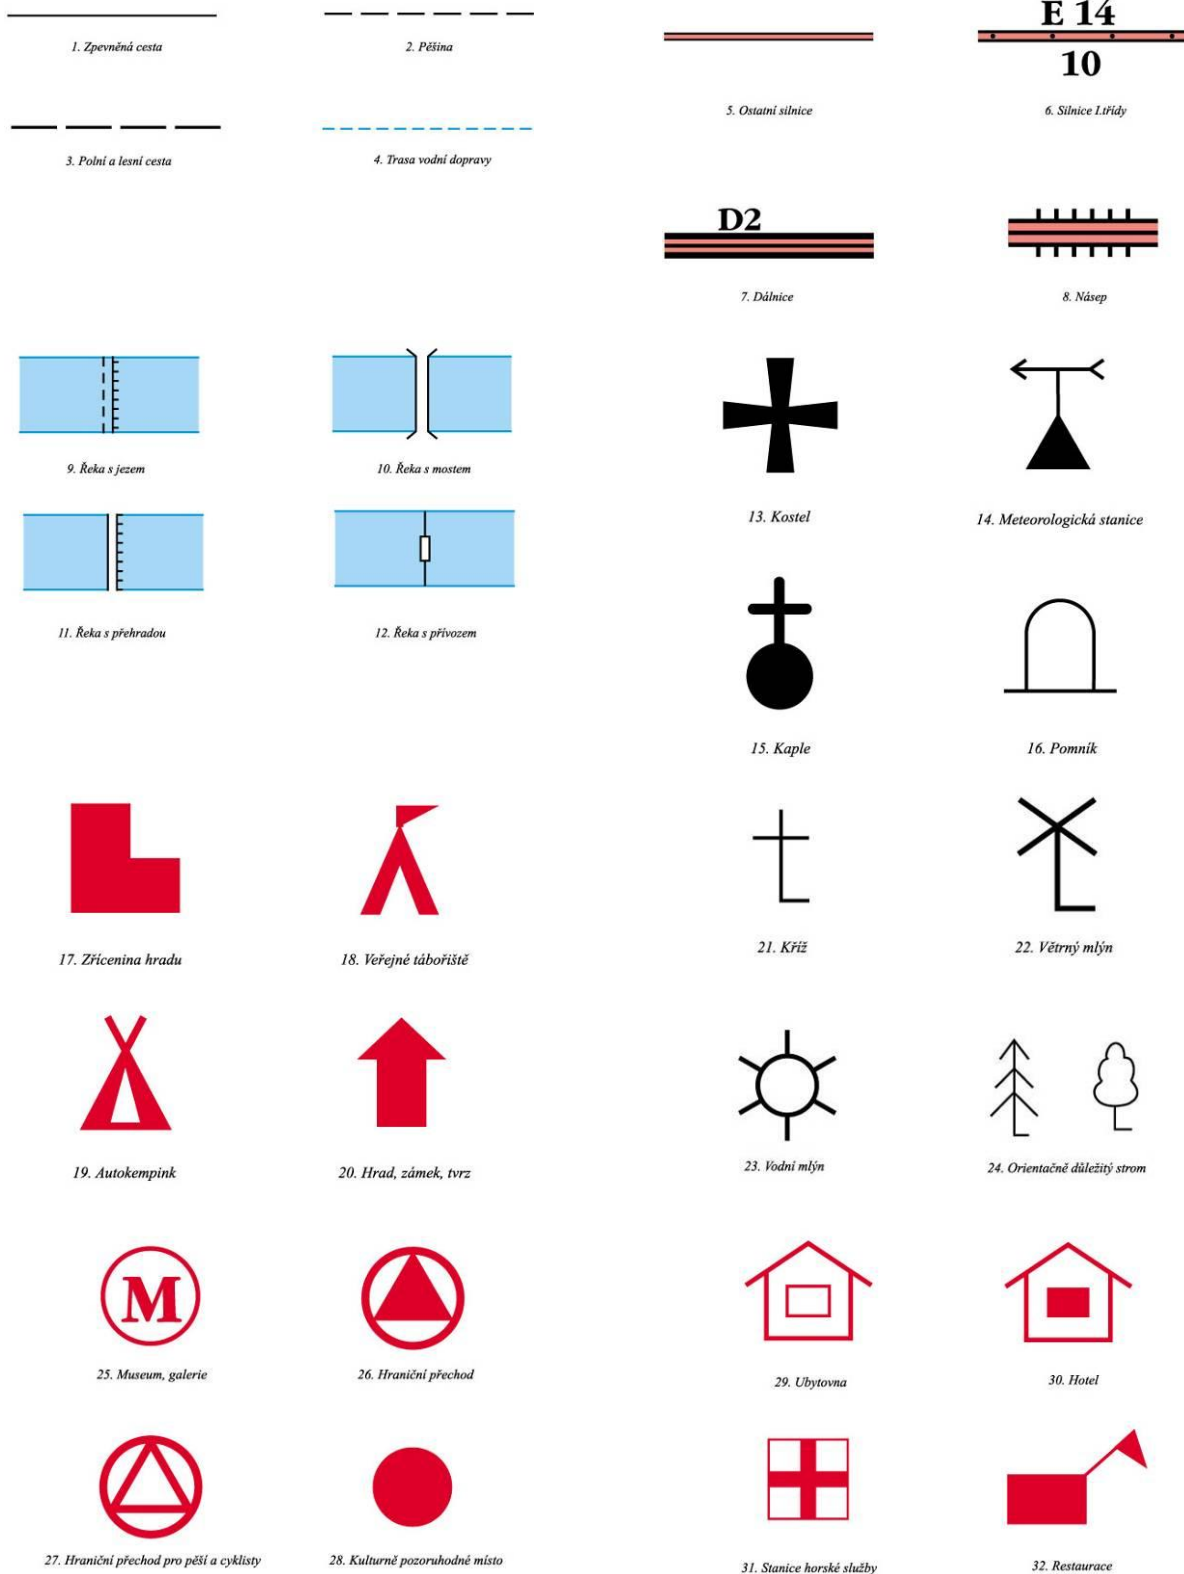 1. Zpevněná cesta
2. Pěšina
3. Polní a lesní cesta
4. Trasa vodní dopravy
5. Ostatní silnice
E 14
10
6. Silnice I.třídy
D2
7. Dálnice
8. Násep
9. Řeka s jezem
10. Řeka s mostem
11. Řeka s přehradou
12. Řeka s přívozem
13. Kostel
14. Meteorologická stanice
15. Kaple
16. Pomník
17. Zřícenina hradu
18. Veřejné tábořiště
19. Autokempink
20. Hrad, zámek, tvrz
21. Kříž
22. Větrný mlýn
23. Vodní mlýn
24. Orientačně důležitý strom
M
25. Museum, galerie
26. Hraniční přechod
27. Hraniční přechod pro pěší a cyklisty
28. Kulturně pozoruhodné místo
29. Ubytovna
30. Hotel
31. Stanice horské služby
32. Restaurace